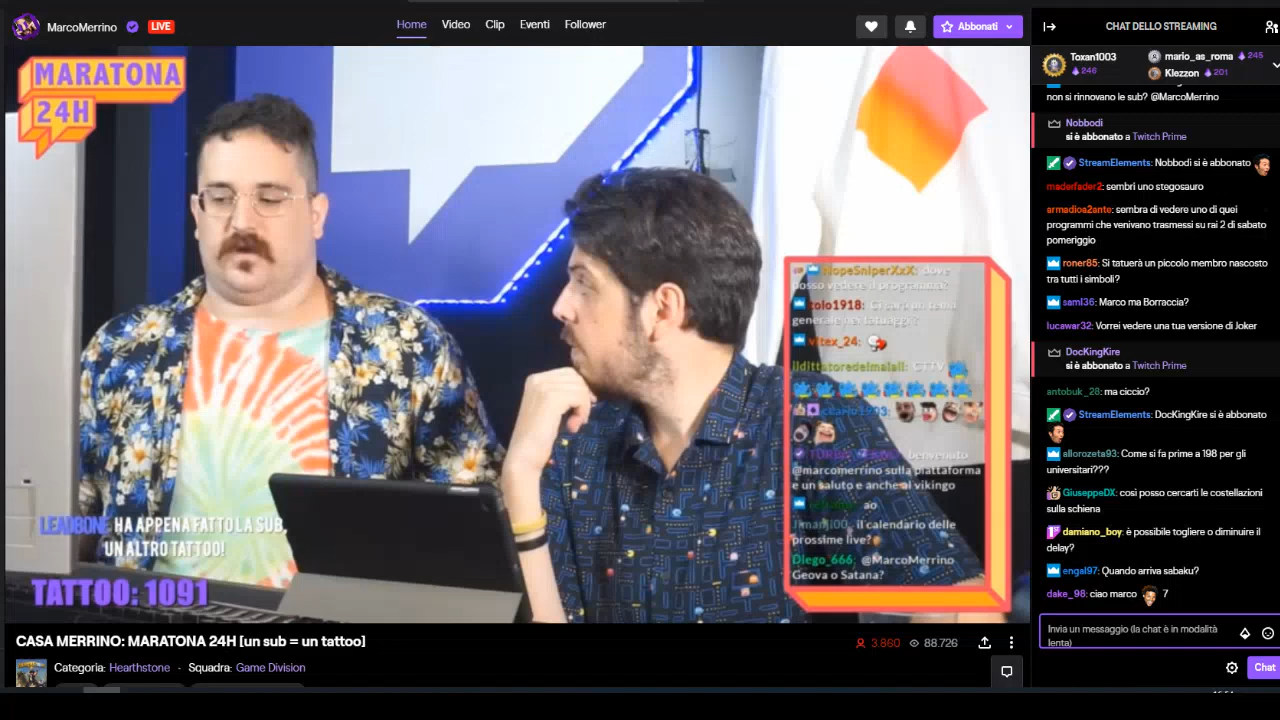 MarcoMerrino
LIVE
Home
Video
Clip
Eventi
Follower
Abbonati
MARATONA
24H
NopeSniperXxX: dove
posso vedere il programma?
tolo1918:
generale nei tatuaggi?
vitex_24:
CTTV
benvenuto
@marcomerrino sulla piattaforma
e un saluto e anche al vikingo
ao
Jimanji00: il calendario delle
prossime live?
Diego_666: @MarcoMerrino
Geova o Satana?
LEADBONE HA APPENA FATTO LA SUB,
UN ALTRO TATTOO!
TATTOO: 1091
CASA MERRINO: MARATONA 24H [un sub = un tattoo]
3.860
88.726
Categoria: Hearthstone · Squadra: Game Division
CHAT DELLO STREAMING
Toxan1003
246
mario_as_roma 245
Klezzon 201
non si rinnovano le sub? @MarcoMerrino
Nobbodi
si è abbonato a Twitch Prime
StreamElements: Nobbodi si è abbonato
maderfader2: sembri uno stegosauro
armadioa2ante: sembra di vedere uno di quei
programmi che venivano trasmessi su rai 2 di sabato
pomeriggio
roner85: Si tatuerà un piccolo membro nascosto
tra tutti i simboli?
saml36: Marco ma Borraccia?
lucawar32: Vorrei vedere una tua versione di Joker
DocKingKire
si è abbonato a Twitch Prime
antobuk_28: ma ciccio?
StreamElements: DocKingKire si è abbonato
allorozeta93: Come si fa prime a 198 per gli
universitari???
GiuseppeDX: così posso cercarti le costellazioni
sulla schiena
damiano_boy: è possibile togliere o diminuire il
delay?
engal97: Quando arriva sabaku?
dake_98: ciao marco 7
Invia un messaggio (la chat è in modalità
lenta)
Chat